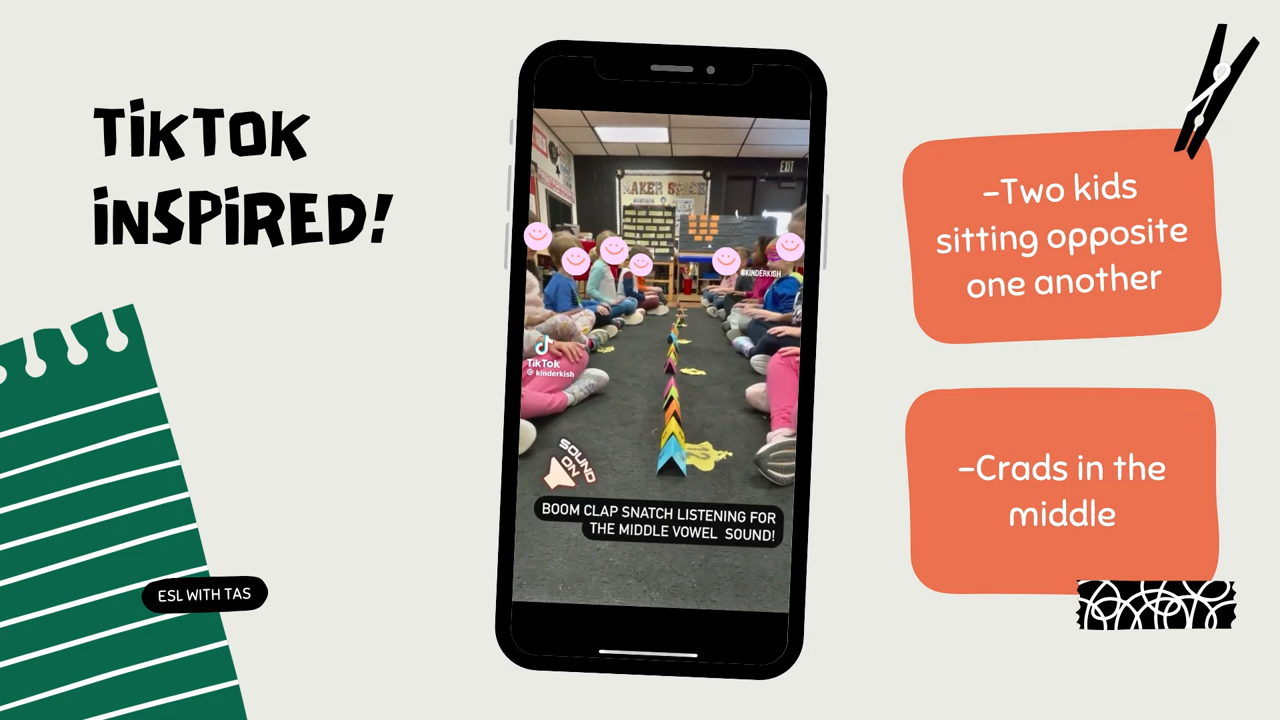 TiKTOK
iNSPiRED!
ESL WITH TAS
EXIT
MAKER SPACE
@KINDERKISH
TikTok
@ kinderkish
SOUND
ON
BOOM CLAP SNATCH LISTENING FOR
THE MIDDLE VOWEL SOUND!
-Two kids
sitting opposite
one another
-Crads in the
middle